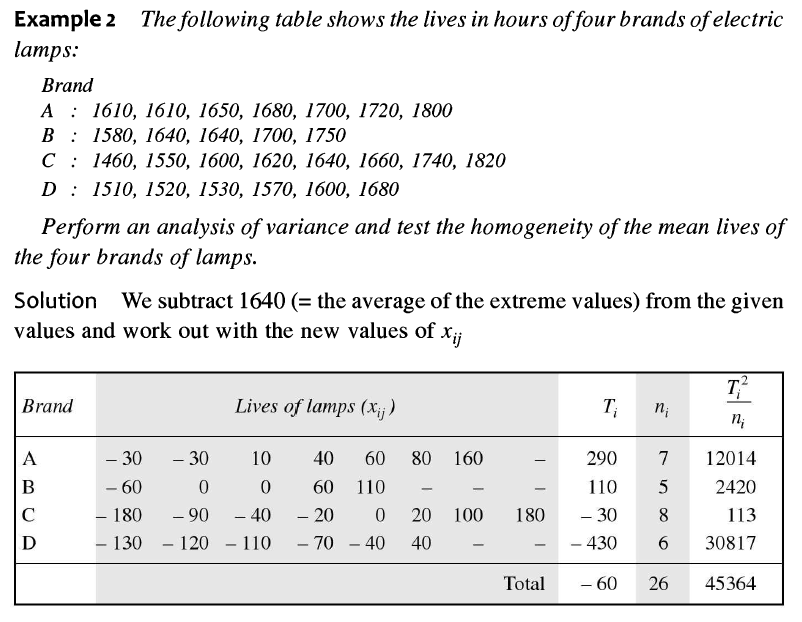 Example 2 The following table shows the lives in hours of four brands of electric
lamps:
Brand
A : 1610, 1610, 1650, 1680, 1700, 1720, 1800
B : 1580, 1640, 1640, 1700, 1750
C : 1460, 1550, 1600, 1620, 1640, 1660, 1740, 1820
D : 1510, 1520, 1530, 1570, 1600, 1680
Perform an analysis of variance and test the homogeneity of the mean lives of
the four brands of lamps.
Solution We subtract 1640 (= the average of the extreme values) from the given
values and work out with the new values of x_ij
Brand Lives of lamps (x_ij) T_i n_i T_i^2/n_i
A – 30 – 30 10 40 60 80 160 – 290 7 12014
B – 60 0 0 60 110 – – – 110 5 2420
C – 180 – 90 – 40 – 20 0 20 100 180 – 30 8 113
D – 130 – 120 – 110 – 70 – 40 40 – – – 430 6 30817
Total – 60 26 45364